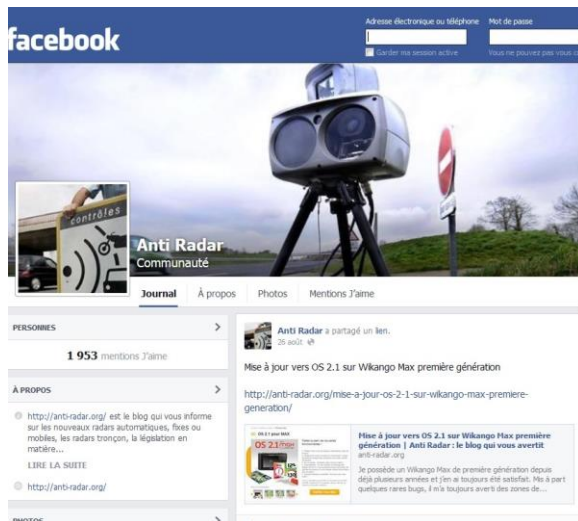 facebook
Adresse électronique ou téléphone
Mot de passe
Garder ma session active
Vous ne pouvez pas vous
contrôles
Anti Radar
Communauté
Journal
À propos
Photos
Mentions J'aime
PERSONNES
1 953 mentions J'aime
À PROPOS
http://anti-radar.org/ est le blog qui vous informe
sur les nouveaux radars automatiques, fixes ou
mobiles, les radars tronçon, la législation en
matière...
LIRE LA SUITE
http://anti-radar.org/
PHOTOS
Anti Radar a partagé un lien.
26 août
Mise à jour vers OS 2.1 sur Wikango Max première génération
http://anti-radar.org/mise-a-jour-os-2-1-sur-wikango-max-premiere-
generation/
OS 2.1 pour MAX
OS 2.1
Mise à jour vers OS 2.1 sur Wikango Max première
génération | Anti Radar : le blog qui vous avertit
anti-radar.org
Je possède un Wikango Max de première génération depuis
déjà plusieurs années et j'en ai toujours été satisfait. Mis à part
quelques rares bugs, il m'a toujours averti des zones de...